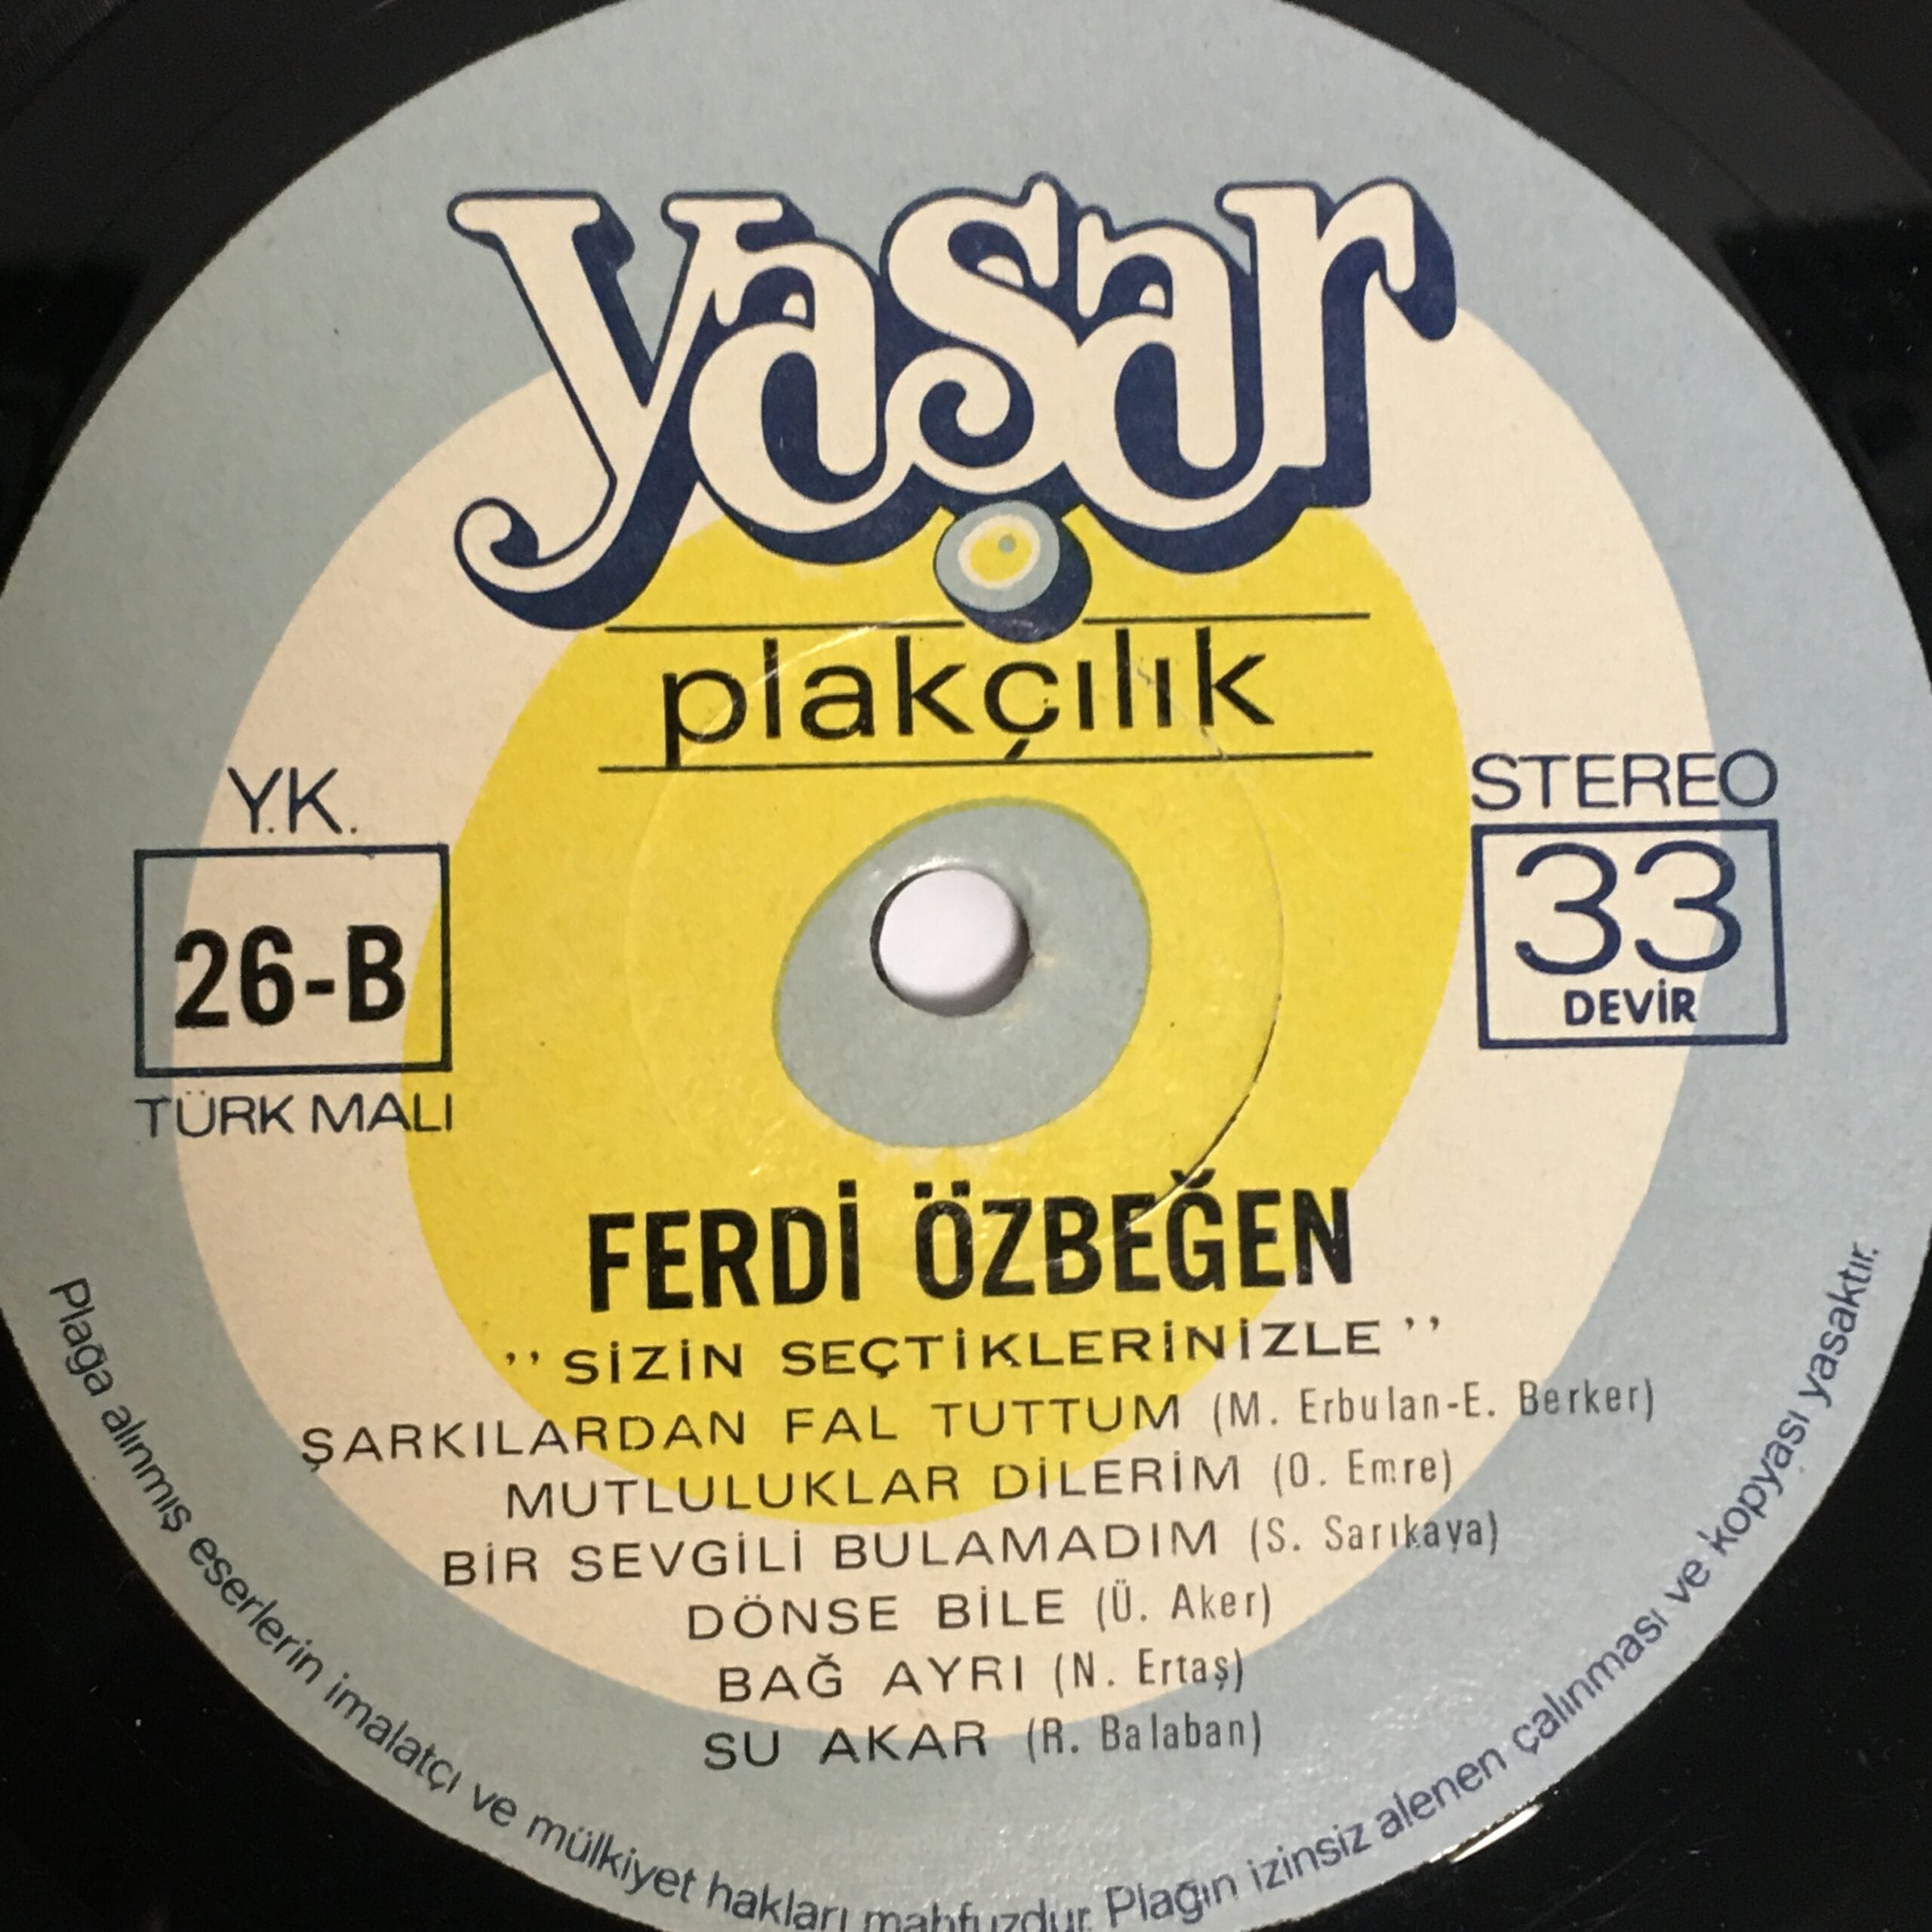 yaşar
plakçılık
Y.K.
26-B
TÜRK MALI
STEREO
33
DEVİR
FERDİ ÖZBEĞEN
’’SİZİN SEÇTİKLERİNİZLE’’
ŞARKILARDAN FAL TUTTUM (M. Erbulan-E. Berker)
MUTLULUKLAR DİLERİM (O. Emre)
BİR SEVGİLİ BULAMADIM (S. Sarıkaya)
DÖNSE BİLE (Ü. Aker)
BAĞ AYRI (N. Ertaş)
SU AKAR (R. Balaban)
Plağa alınmış eserlerin imalatçı ve mülkiyet hakları mahfuzdur. Plağın izinsiz alenen çalınması ve kopyası yasaktır.